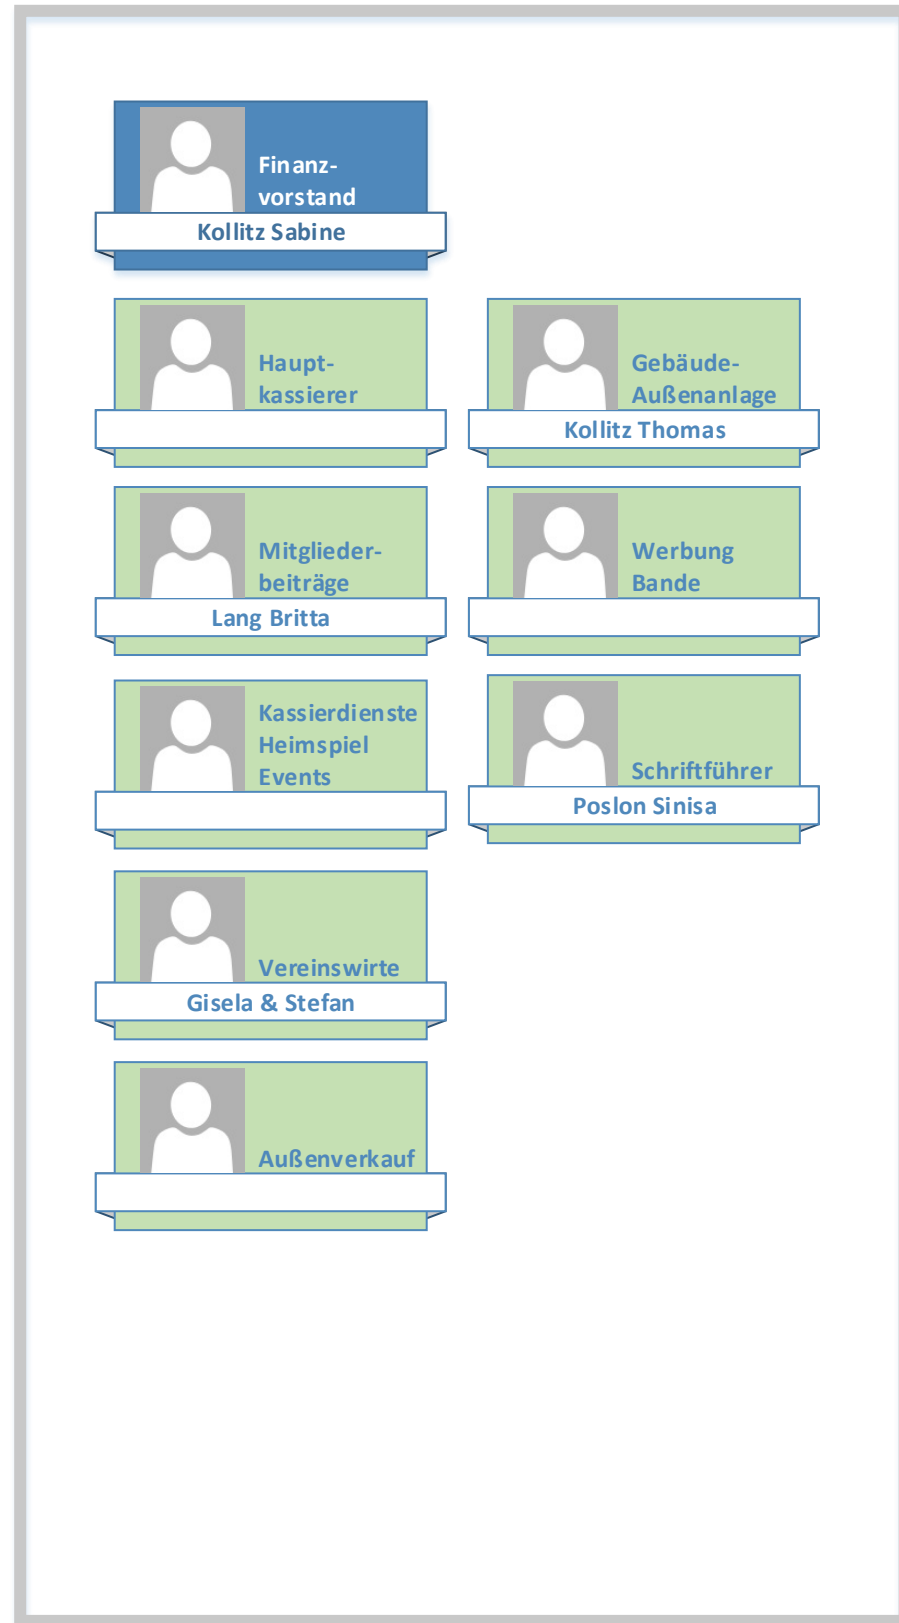 Finanz-
vorstand
Kollitz Sabine
Haupt-
kassierer
Gebäude-
Außenanlage
Kollitz Thomas
Mitglieder-
beiträge
Lang Britta
Werbung
Bande
Kassierdienste
Heimspiel
Events
Schriftführer
Poslon Sinisa
Vereinswirte
Gisela & Stefan
Außenverkauf